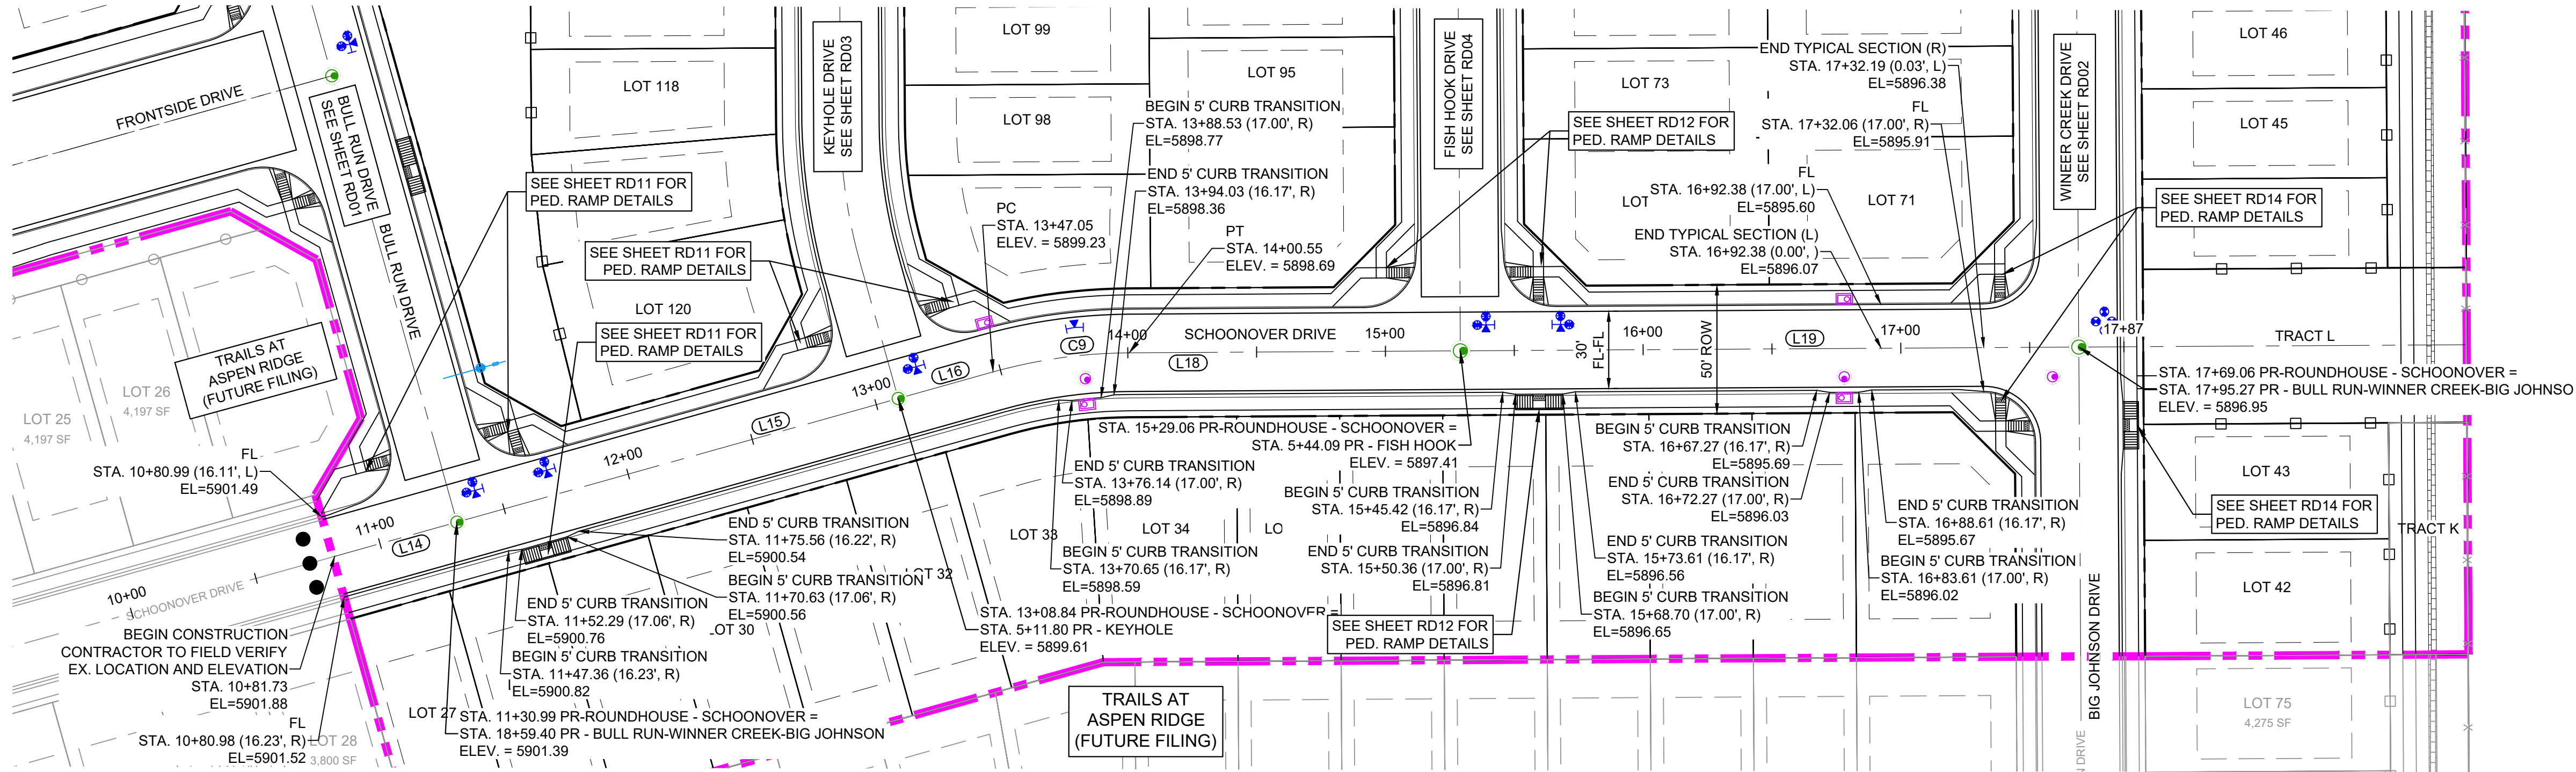 FRONTSIDE DRIVE
BULL RUN DRIVE
SEE SHEET RD01
BULL RUN DRIVE
LOT 118
KEYHOLE DRIVE
SEE SHEET RD03
LOT 99
LOT 98
LOT 95
FISH HOOK DRIVE
SEE SHEET RD04
LOT 73
LOT 71
LOT
WINEER CREEK DRIVE
SEE SHEET RD02
LOT 46
LOT 45
END TYPICAL SECTION (R)
STA. 17+32.19 (0.03', L)
EL=5896.38
FL
STA. 17+32.06 (17.00', R)
EL=5895.91
FL
STA. 16+92.38 (17.00', L)
EL=5895.60
END TYPICAL SECTION (L)
STA. 16+92.38 (0.00', )
EL=5896.07
SEE SHEET RD12 FOR
PED. RAMP DETAILS
SEE SHEET RD14 FOR
PED. RAMP DETAILS
BEGIN 5' CURB TRANSITION
STA. 13+88.53 (17.00', R)
EL=5898.77
END 5' CURB TRANSITION
STA. 13+94.03 (16.17', R)
EL=5898.36
PC
STA. 13+47.05
ELEV. = 5899.23
PT
STA. 14+00.55
ELEV. = 5898.69
SEE SHEET RD11 FOR
PED. RAMP DETAILS
SEE SHEET RD11 FOR
PED. RAMP DETAILS
LOT 120
SEE SHEET RD11 FOR
PED. RAMP DETAILS
TRAILS AT
ASPEN RIDGE
(FUTURE FILING)
LOT 26
4,197 SF
LOT 25
4,197 SF
FL
STA. 10+80.99 (16.11', L)
EL=5901.49
10+00
SCHOONOVER DRIVE
11+00
L14
12+00
L15
13+00
L16
C9
14+00
L18
SCHOONOVER DRIVE
15+00
30'
FL-FL
16+00
50' ROW
L19
17+00
17+87
TRACT L
STA. 17+69.06 PR-ROUNDHOUSE - SCHOONOVER =
STA. 17+95.27 PR - BULL RUN-WINNER CREEK-BIG JOHNSO
ELEV. = 5896.95
STA. 15+29.06 PR-ROUNDHOUSE - SCHOONOVER =
STA. 5+44.09 PR - FISH HOOK
ELEV. = 5897.41
END 5' CURB TRANSITION
STA. 13+76.14 (17.00', R)
EL=5898.89
BEGIN 5' CURB TRANSITION
STA. 13+70.65 (16.17', R)
EL=5898.59
BEGIN 5' CURB TRANSITION
STA. 15+45.42 (16.17', R)
EL=5896.84
END 5' CURB TRANSITION
STA. 15+50.36 (17.00', R)
EL=5896.81
SEE SHEET RD12 FOR
PED. RAMP DETAILS
BEGIN 5' CURB TRANSITION
STA. 16+67.27 (16.17', R)
EL=5895.69
END 5' CURB TRANSITION
STA. 16+72.27 (17.00', R)
EL=5896.03
END 5' CURB TRANSITION
STA. 15+73.61 (16.17', R)
EL=5896.56
BEGIN 5' CURB TRANSITION
STA. 15+68.70 (17.00', R)
EL=5896.65
END 5' CURB TRANSITION
STA. 16+88.61 (16.17', R)
EL=5895.67
BEGIN 5' CURB TRANSITION
STA. 16+83.61 (17.00', R)
EL=5896.02
LOT 33
LOT 34
LO
LOT 32
LOT 30
LOT 43
SEE SHEET RD14 FOR
PED. RAMP DETAILS
TRACT K
LOT 42
BIG JOHNSON DRIVE
N DRIVE
LOT 75
4,275 SF
END 5' CURB TRANSITION
STA. 11+75.56 (16.22', R)
EL=5900.54
BEGIN 5' CURB TRANSITION
STA. 11+70.63 (17.06', R)
EL=5900.56
END 5' CURB TRANSITION
STA. 11+52.29 (17.06', R)
EL=5900.76
BEGIN 5' CURB TRANSITION
STA. 11+47.36 (16.23', R)
EL=5900.82
STA. 13+08.84 PR-ROUNDHOUSE - SCHOONOVER =
STA. 5+11.80 PR - KEYHOLE
ELEV. = 5899.61
BEGIN CONSTRUCTION
CONTRACTOR TO FIELD VERIFY
EX. LOCATION AND ELEVATION
STA. 10+81.73
EL=5901.88
FL
STA. 10+80.98 (16.23', R)
EL=5901.52
LOT 28
3,800 SF
LOT 27
STA. 11+30.99 PR-ROUNDHOUSE - SCHOONOVER =
STA. 18+59.40 PR - BULL RUN-WINNER CREEK-BIG JOHNSON
ELEV. = 5901.39
TRAILS AT
ASPEN RIDGE
(FUTURE FILING)